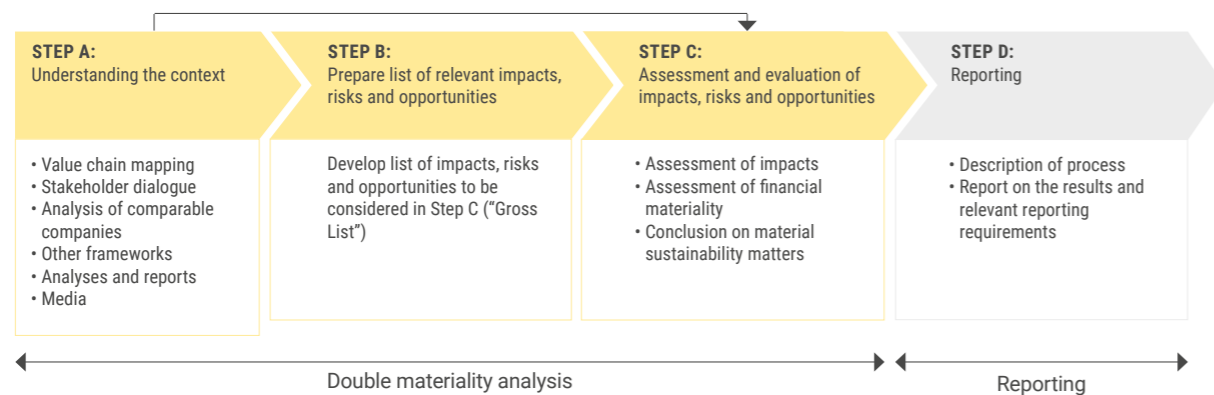 STEP A:
Understanding the context
• Value chain mapping
• Stakeholder dialogue
• Analysis of comparable
companies
• Other frameworks
• Analyses and reports
• Media
STEP B:
Prepare list of relevant impacts,
risks and opportunities
Develop list of impacts, risks
and opportunities to be
considered in Step C (“Gross
List”)
STEP C:
Assessment and evaluation of
impacts, risks and opportunities
• Assessment of impacts
• Assessment of financial
materiality
• Conclusion on material
sustainability matters
STEP D:
Reporting
• Description of process
• Report on the results and
relevant reporting
requirements
Double materiality analysis
Reporting